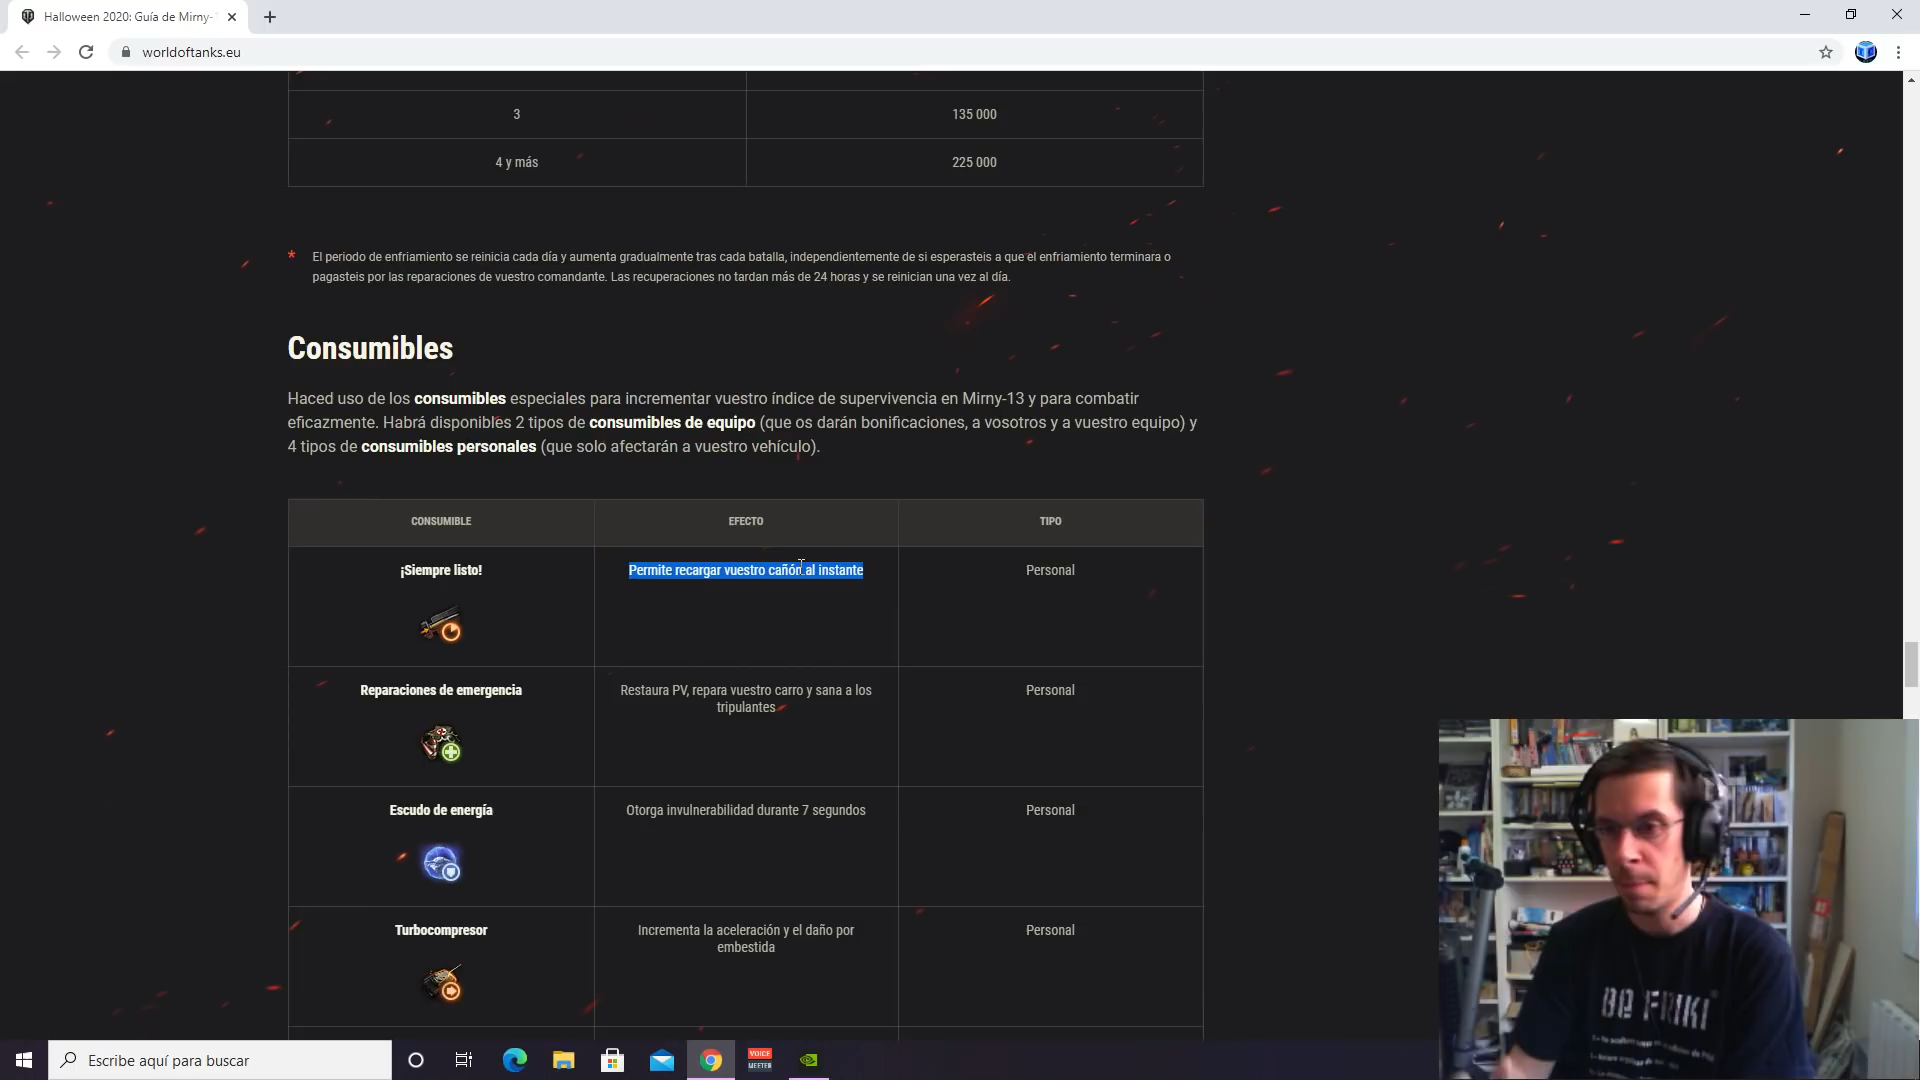 Halloween 2020: Guía de Mirny-
worldoftanks.eu
3
135 000
4 y más
225 000
* El periodo de enfriamiento se reinicia cada día y aumenta gradualmente tras cada batalla, independientemente de si esperasteis a que el enfriamiento terminara o
pagasteis por las reparaciones de vuestro comandante. Las recuperaciones no tardan más de 24 horas y se reinician una vez al día.
Consumibles
Haced uso de los consumibles especiales para incrementar vuestro índice de supervivencia en Mirny-13 y para combatir
eficazmente. Habrá disponibles 2 tipos de consumibles de equipo (que os darán bonificaciones, a vosotros y a vuestro equipo) y
4 tipos de consumibles personales (que solo afectarán a vuestro vehículo).
CONSUMIBLE
EFECTO
TIPO
¡Siempre listo!
Permite recargar vuestro cañón al instante
Personal
Reparaciones de emergencia
Restaura PV, repara vuestro carro y sana a los
tripulantes
Personal
Escudo de energía
Otorga invulnerabilidad durante 7 segundos
Personal
Turbocompresor
Incrementa la aceleración y el daño por
embestida
Personal
BE FRIKI
Escribe aquí para buscar
VOICE
MEETER